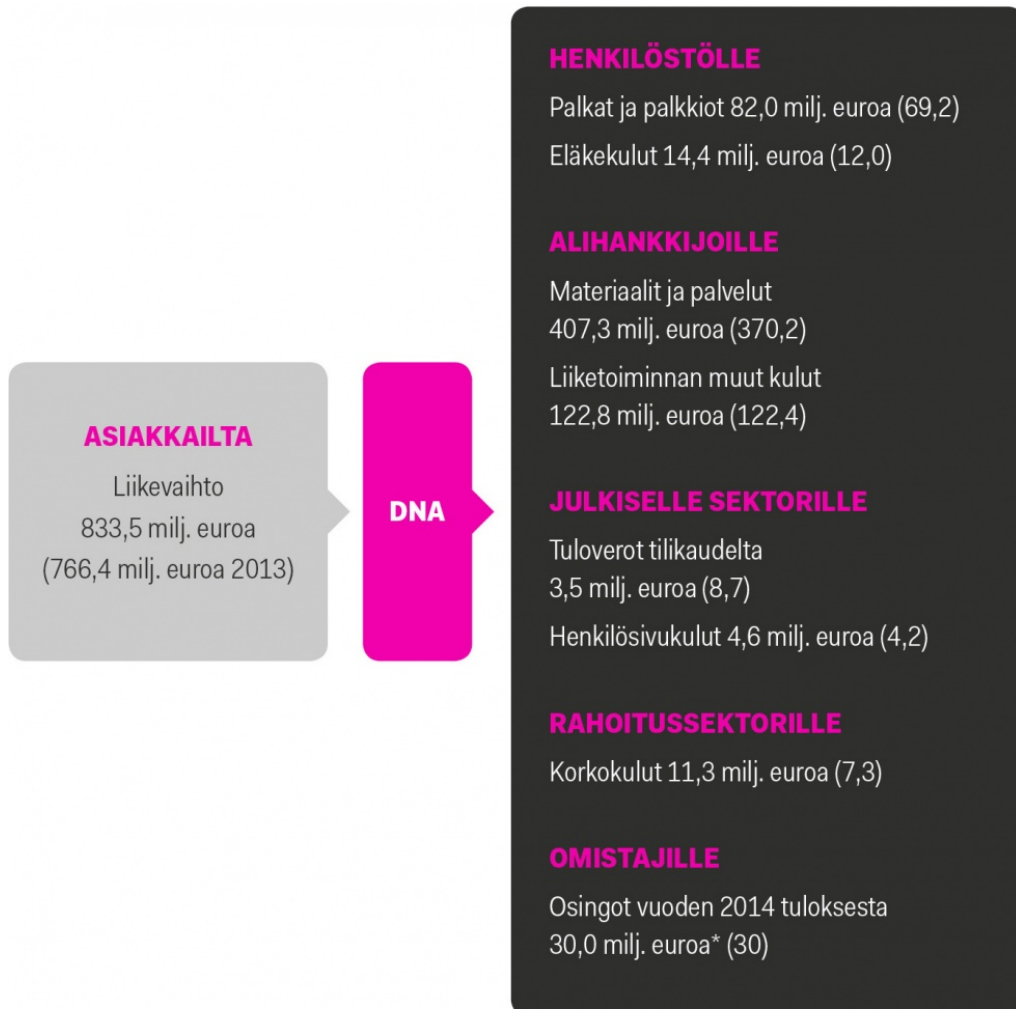 ASIAKKAILTA
Liikevaihto
833,5 milj. euroa
(766,4 milj. euroa 2013)
DNA
HENKILÖSTÖLLE
Palkat ja palkkiot 82,0 milj. euroa (69,2)
Eläkekulut 14,4 milj. euroa (12,0)
ALIHANKKIJOILLE
Materiaalit ja palvelut
407,3 milj. euroa (370,2)
Liiketoiminnan muut kulut
122,8 milj. euroa (122,4)
JULKISELLE SEKTORILLE
Tuloverot tilikaudelta
3,5 milj. euroa (8,7)
Henkilösivukulut 4,6 milj. euroa (4,2)
RAHOITUSSEKTORILLE
Korkokulut 11,3 milj. euroa (7,3)
OMISTAJILLE
Osingot vuoden 2014 tuloksesta
30,0 milj. euroa* (30)